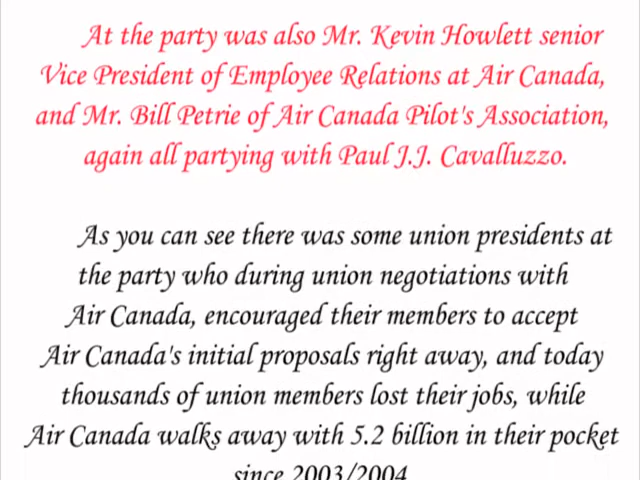 At the party was also Mr. Kevin Howlett senior
Vice President of Employee Relations at Air Canada,
and Mr. Bill Petrie of Air Canada Pilot's Association,
again all partying with Paul J.J. Cavalluzzo.
As you can see there was some union presidents at
the party who during union negotiations with
Air Canada, encouraged their members to accept
Air Canada's initial proposals right away, and today
thousands of union members lost their jobs, while
Air Canada walks away with 5.2 billion in their pocket
since 2003/2004